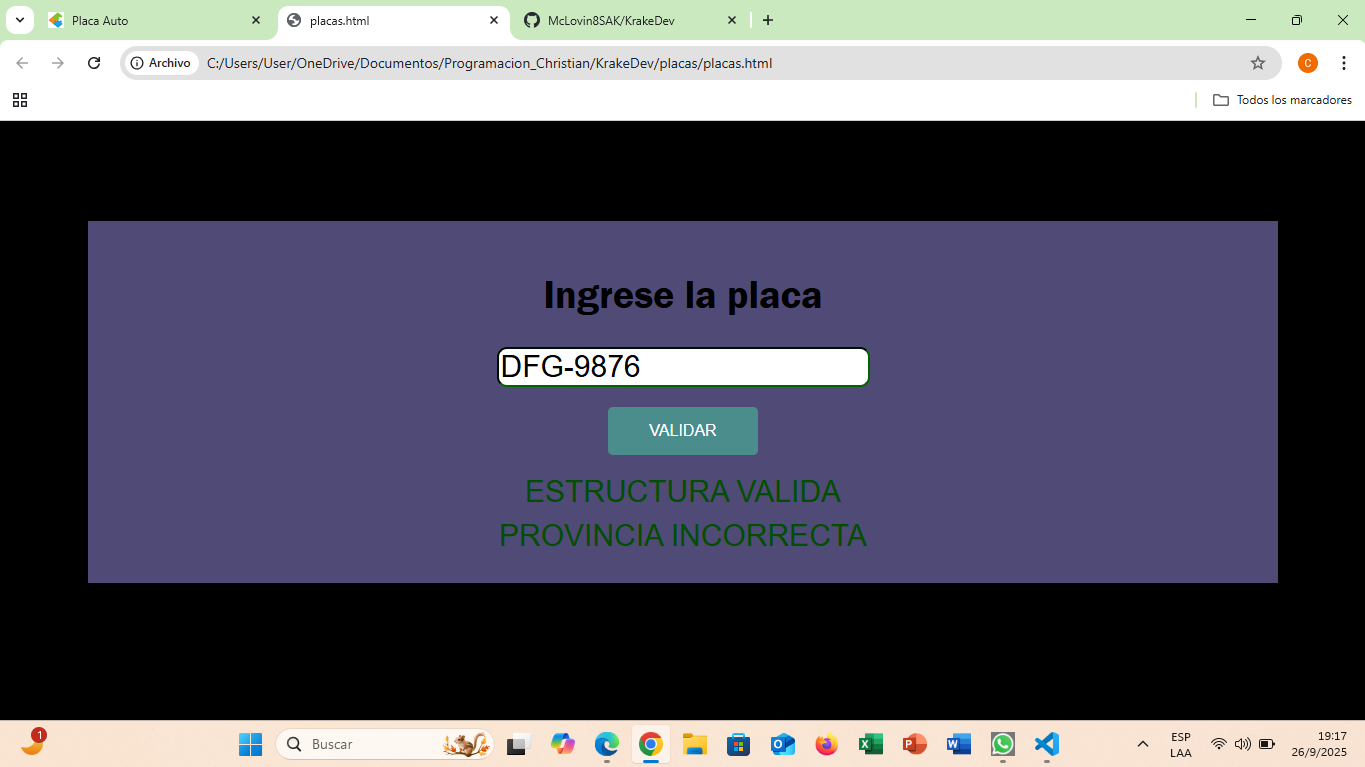 Placa Auto
placas.html
McLovin8SAK/KrakeDev
Archivo
C:/Users/User/OneDrive/Documentos/Programacion_Christian/KrakeDev/placas/placas.html
C
Todos los marcadores
Ingrese la placa
DFG-9876
VALIDAR
ESTRUCTURA VALIDA
PROVINCIA INCORRECTA
1
Buscar
ESP
LAA
19:17
26/9/2025